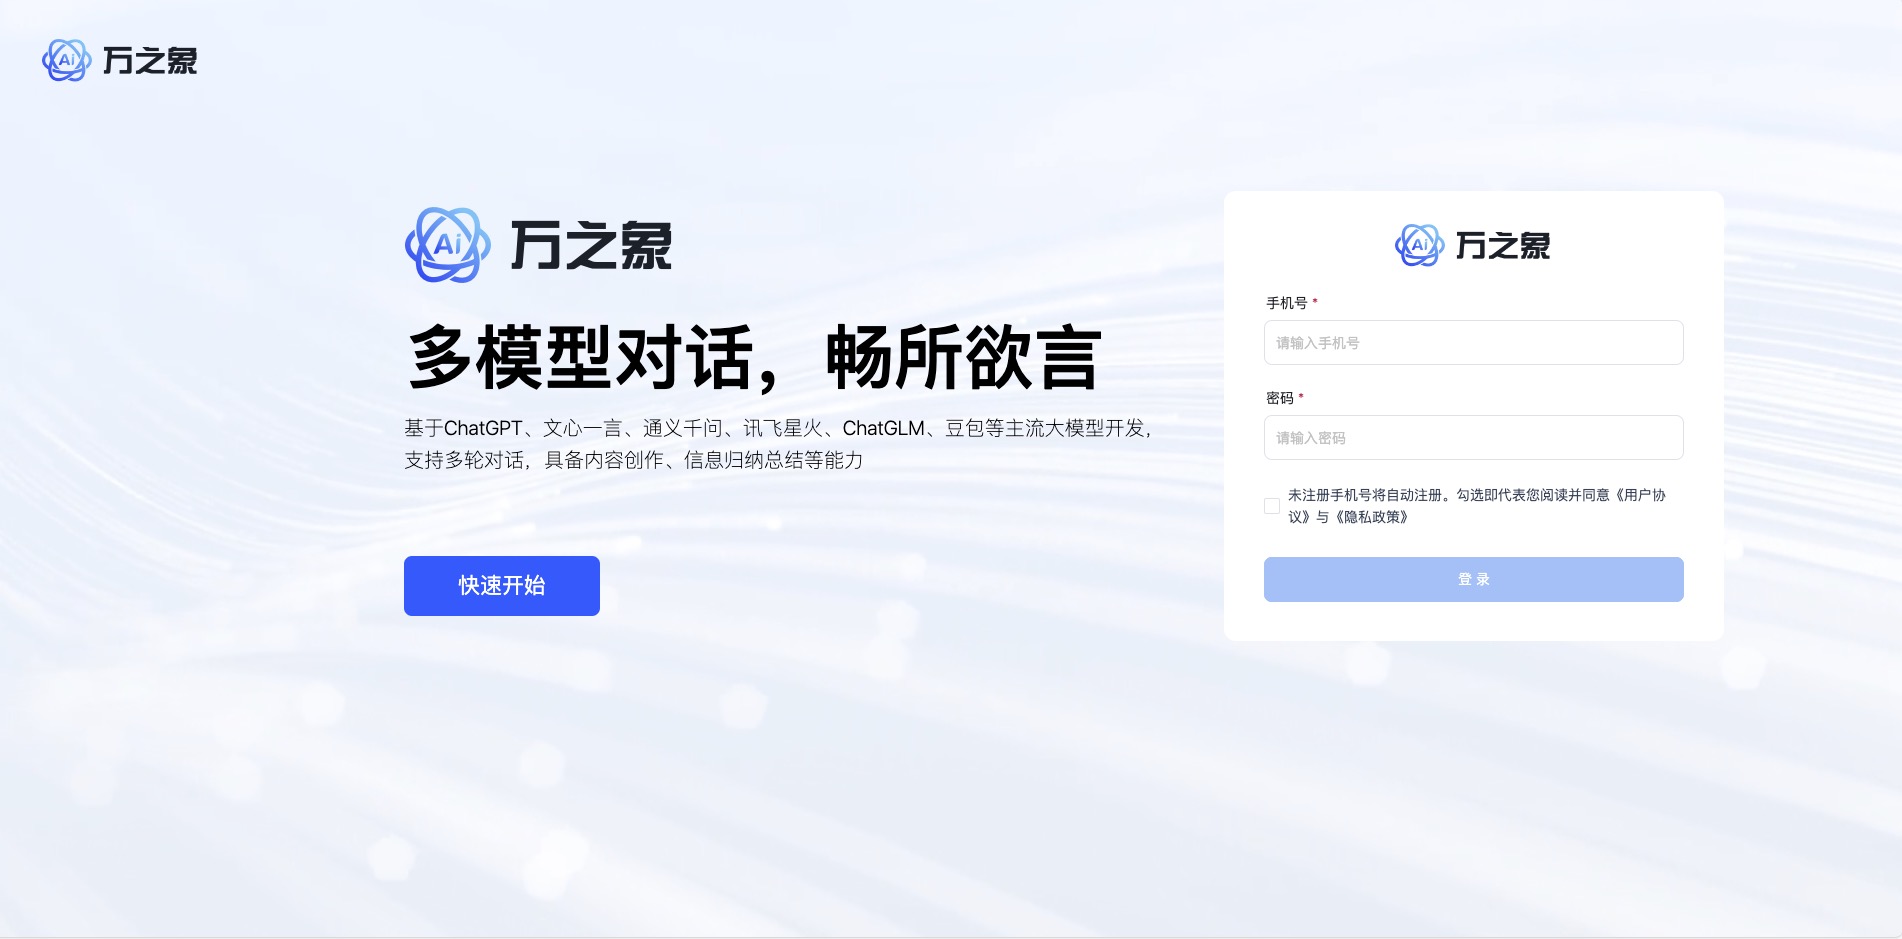 Ai 万之象
Ai 万之象
多模型对话，畅所欲言
基于ChatGPT、文心一言、通义千问、讯飞星火、ChatGLM、豆包等主流大模型开发，
支持多轮对话，具备内容创作、信息归纳总结等能力
快速开始
Ai 万之象
手机号 *
请输入手机号
密码 *
请输入密码
未注册手机号将自动注册。勾选即代表您阅读并同意《用户协
议》与《隐私政策》
登 录